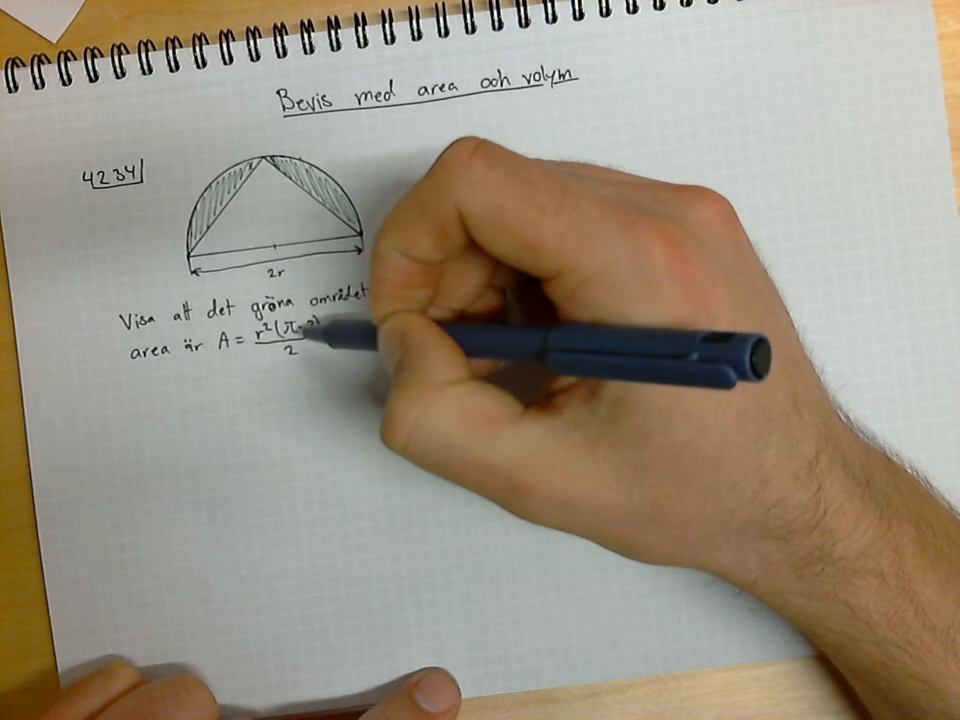 Bevis med area och volym
4234
2r
Visa att det gröna området
area är A = r²(π-2)/2